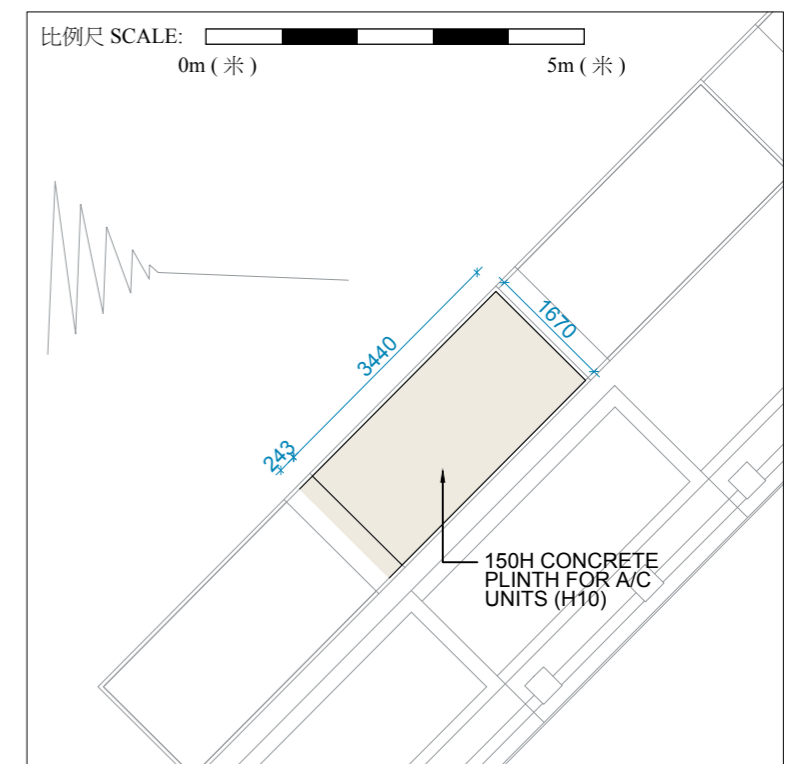 比例尺 SCALE:
0m ( 米 )
5m ( 米 )
1670
3440
243
150H CONCRETE
PLINTH FOR A/C
UNITS (H10)